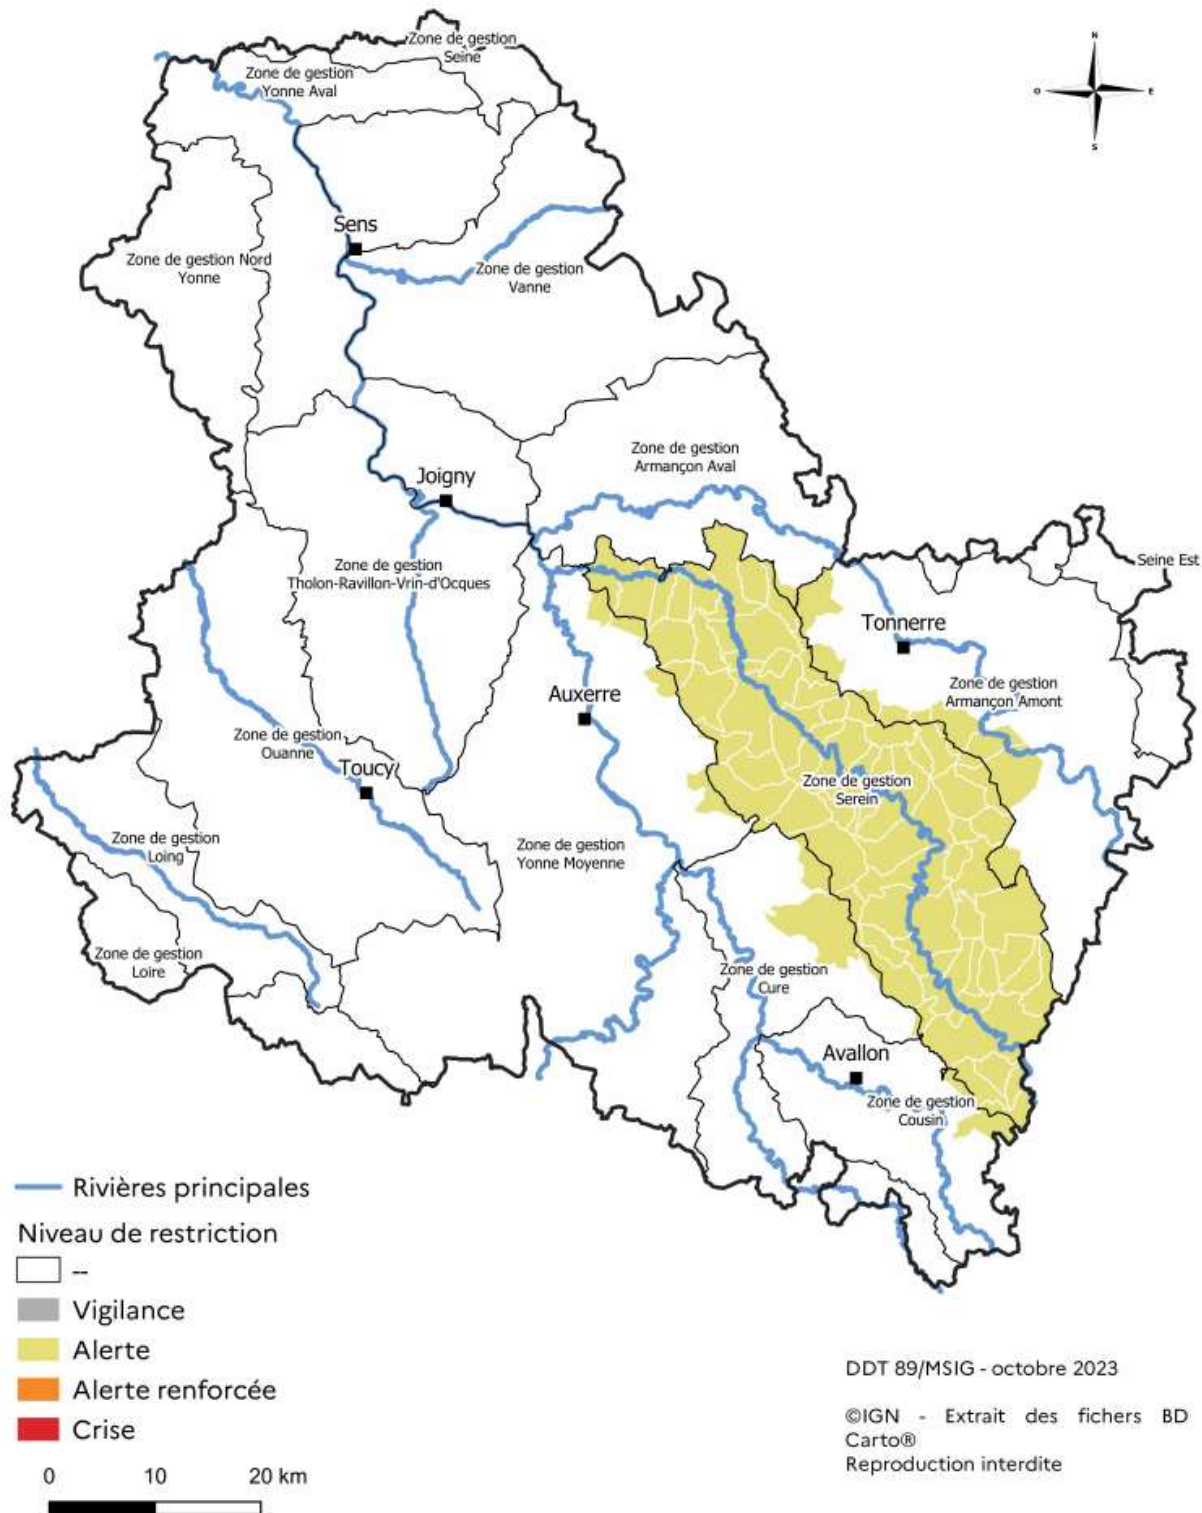 Zone de gestion
Seine
N
O
E
S
Zone de gestion
Yonne Aval
Sens
Zone de gestion Nord
Yonne
Zone de gestion
Vanne
Zone de gestion
Armançon Aval
Joigny
Seine Est
Zone de gestion
Tholon-Ravillon-Vrin-d'Ocques
Tonnerre
Zone de gestion
Armançon Amont
Auxerre
Zone de gestion
Ouanne
Toucy
Zone de gestion
Serein
Zone de gestion
Loing
Zone de gestion
Yonne Moyenne
Zone de gestion
Loire
Zone de gestion
Cure
Avallon
Zone de gestion
Cousin
Rivières principales
Niveau de restriction
--
Vigilance
Alerte
Alerte renforcée
Crise
0 10 20 km
DDT 89/MSIG - octobre 2023
©IGN - Extrait des fichers BD
Carto®
Reproduction interdite